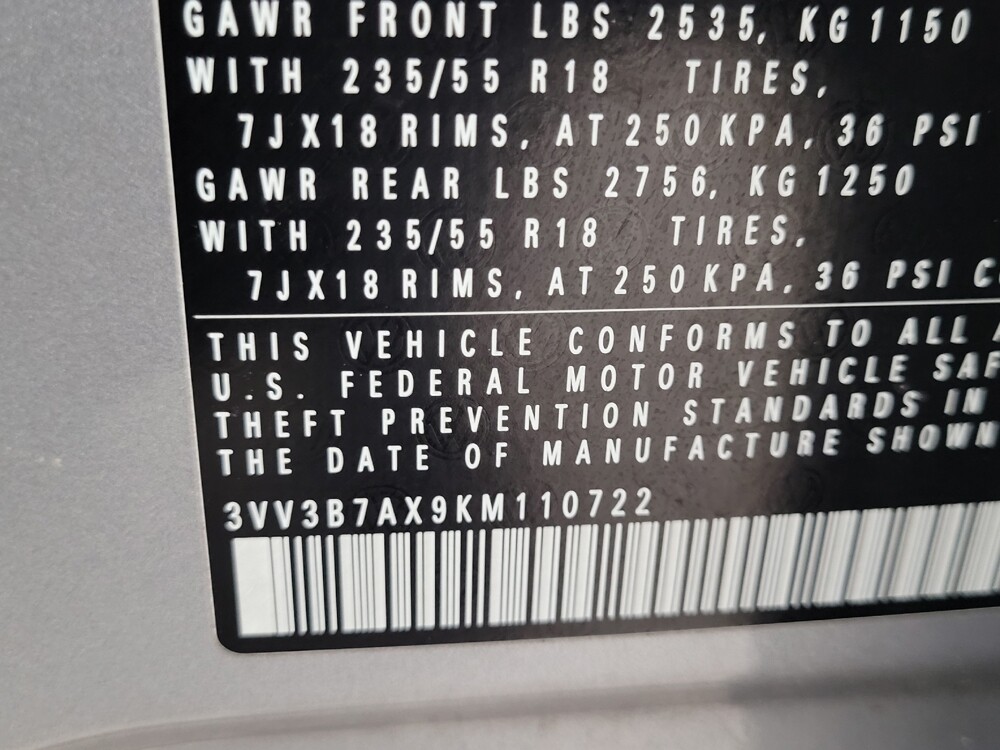 GAWR FRONT LBS 2535, KG 1150
WITH 235/55 R18 TIRES,
7JX18 RIMS, AT 250 KPA, 36 PSI
GAWR REAR LBS 2756, KG 1250
WITH 235/55 R18 TIRES,
7JX18 RIMS, AT 250 KPA, 36 PSI C
THIS VEHICLE CONFORMS TO ALL
U.S. FEDERAL MOTOR VEHICLE SAF
THEFT PREVENTION STANDARDS IN
THE DATE OF MANUFACTURE SHOWN
3VV3B7AX9KM110722